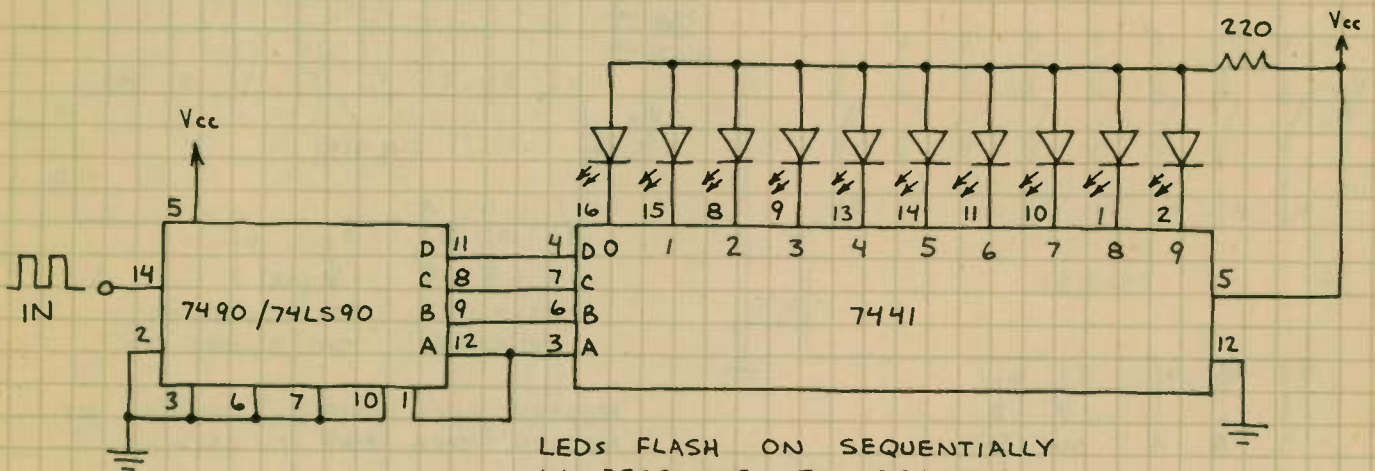 220
Vcc
Vcc
5
16 15 8 9 13 14 11 10 1 2
D 11 4 D 0 1 2 3 4 5 6 7 8 9
14
C 8 7 C
5
IN
7490/74LS90
B 9 6 B
7441
2
A 12 3 A
12
3 6 7 10 1
LEDs FLASH ON SEQUENTIALLY